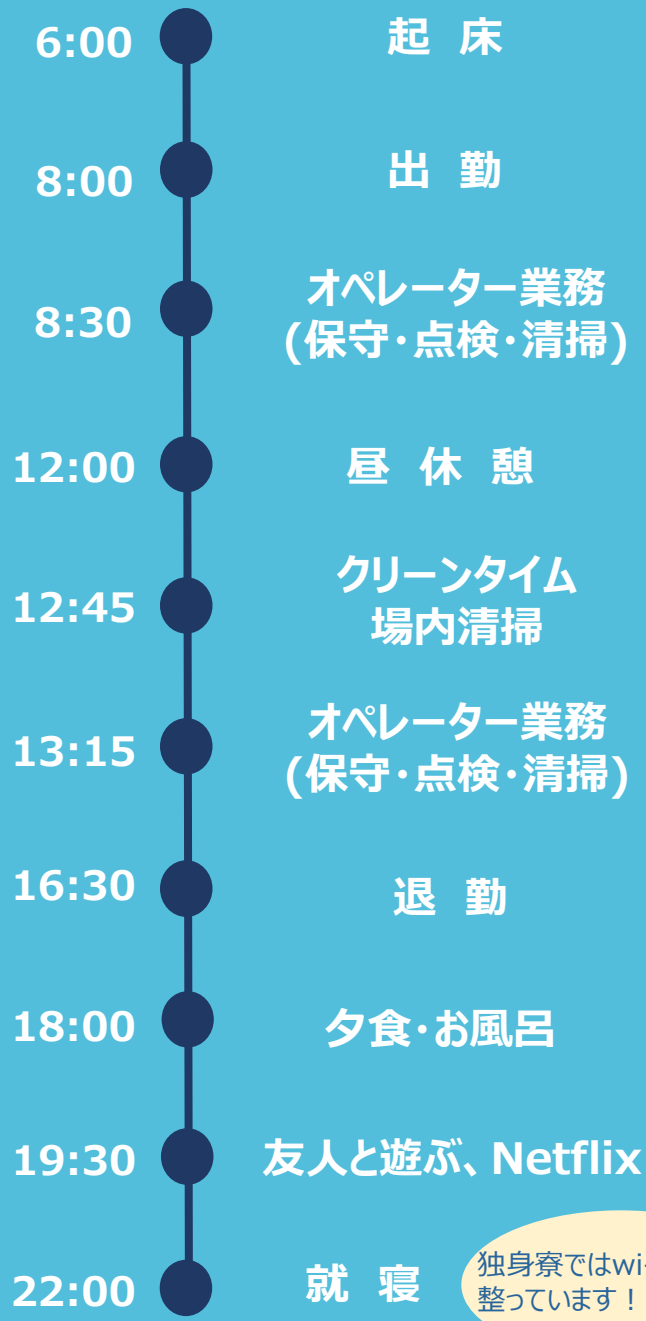 6:00 起 床
8:00 出 勤
8:30 オペレーター業務
(保守・点検・清掃)
12:00 昼 休 憩
12:45 クリーンタイム
場内清掃
13:15 オペレーター業務
(保守・点検・清掃)
16:30 退 勤
18:00 夕食・お風呂
19:30 友人と遊ぶ、Netflix
22:00 就 寝
独身寮ではwi-
整っています！